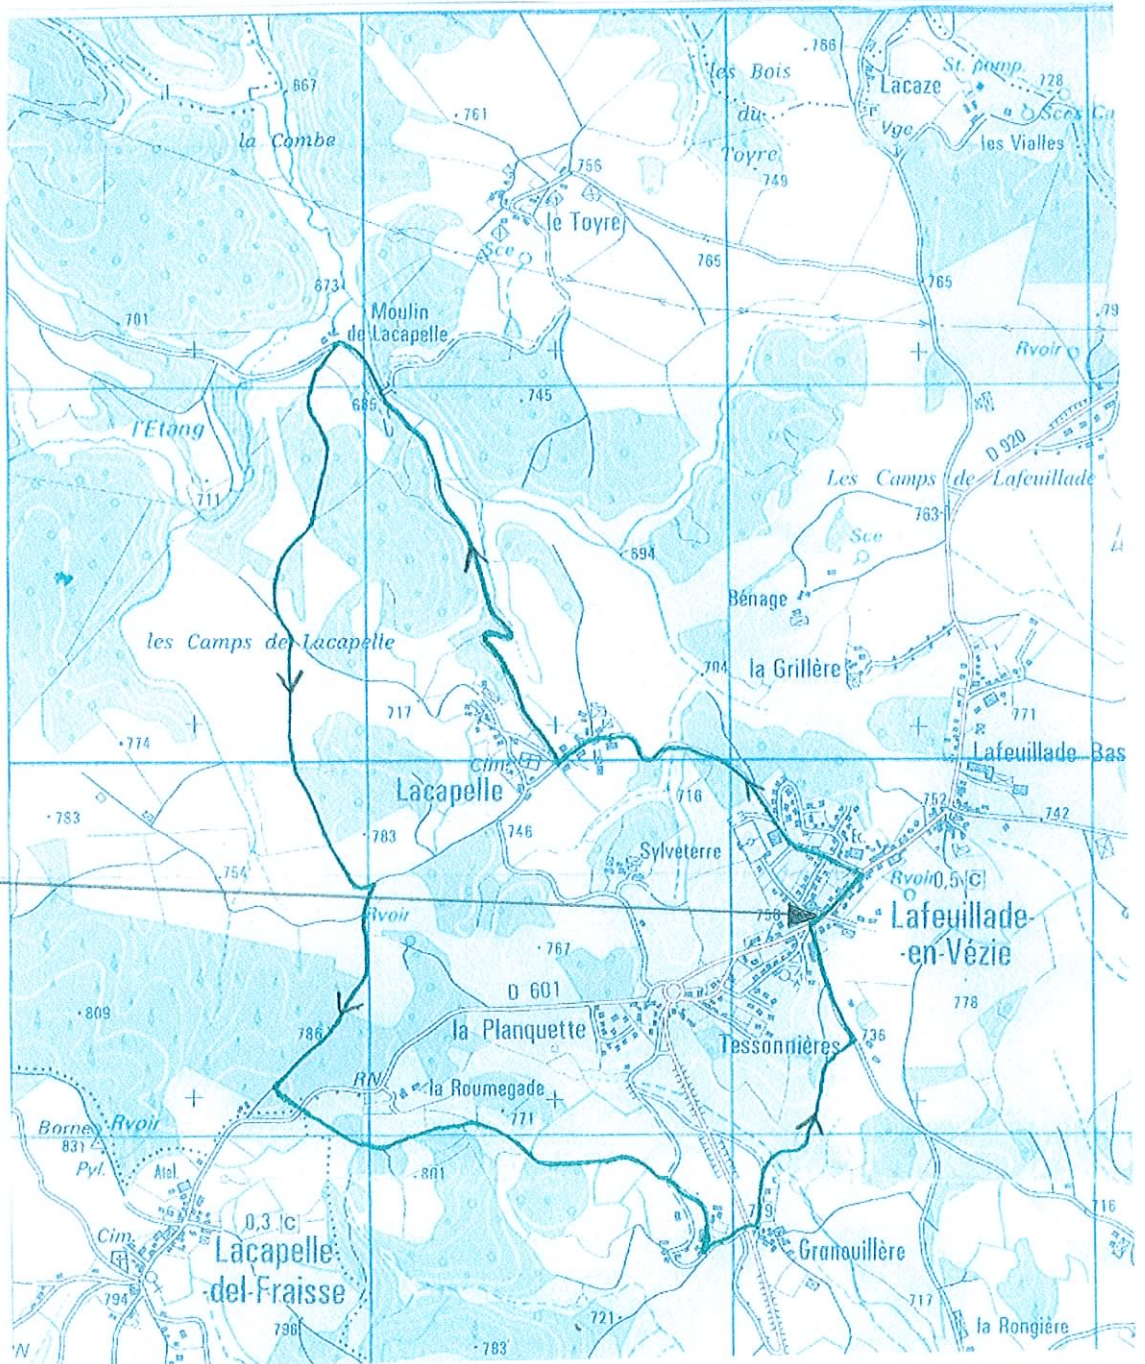 667
la Combe
761
les Bois
du
Toyre
766
Lacaze
St. pomp.
728
Vge
les Vialles
756
749
le Toyre
Sce
765
765
673
Moulin
de Lacapelle
701
Rvoir
79
685
745
l'Etang
D 920
711
Les Camps de Lafeuillade
763
Sce
694
Bénage
les Camps de Lacapelle
la Grillère
704
717
771
774
Lafeuillade-Bas
Cim.
Lacapelle
716
752
742
783
783
746
Ec.
754
Sylveterre
Rvoir
0,5 (C)
Rvoir
758
Lafeuillade-
-en-Vézie
767
D 601
778
809
786
la Planquette
Tessonnières
736
RN
la Roumegade
771
Borne
831
Pyl.
Rvoir
Atel.
801
716
0,3 (C)
Cim.
Lacapelle-
-del-Fraisse
Granouillère
794
721
717
796
783
la Rongière
N